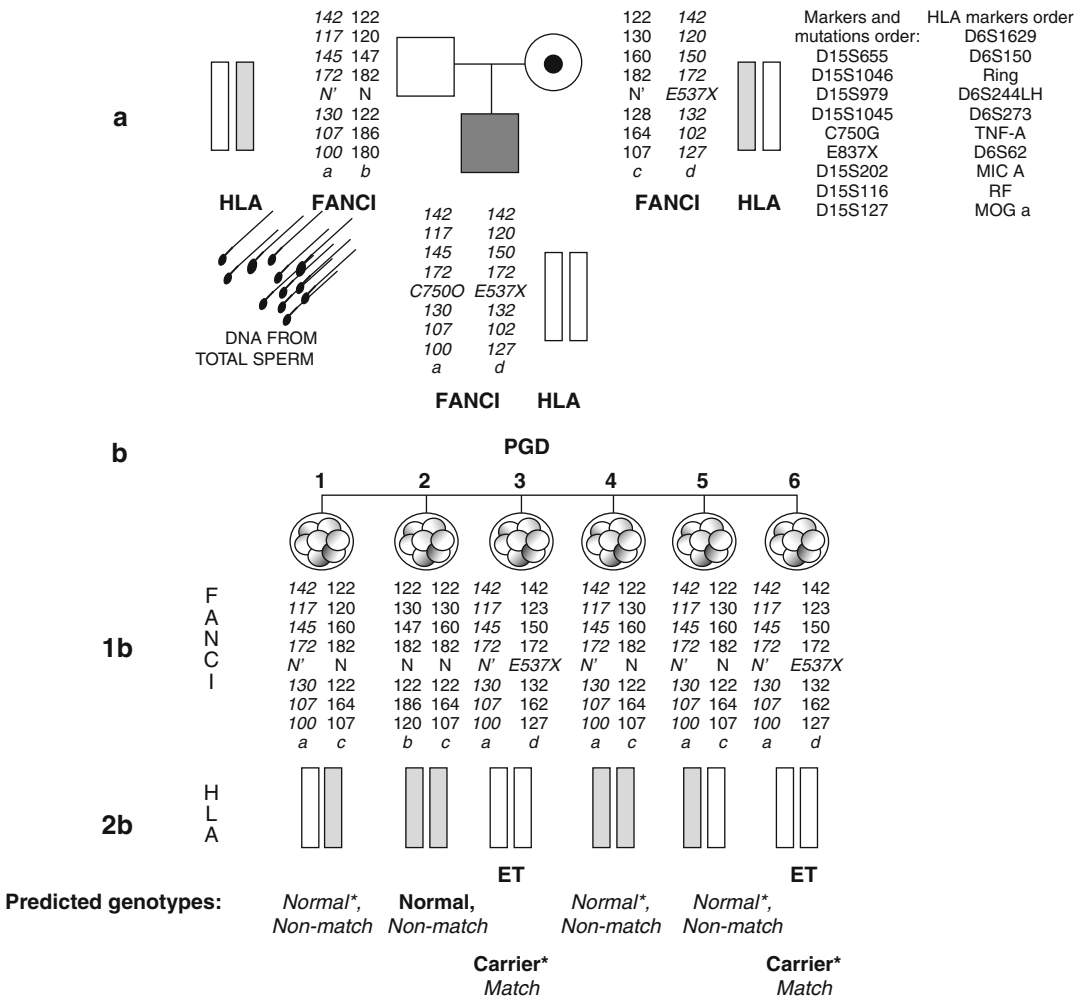 a
142 122
117 120
145 147
172 182
N' N
130 122
107 186
100 180
a b
HLA FANCI
122 142
130 120
160 150
182 172
N' E537X
128 132
164 102
107 127
c d
FANCI HLA
Markers and
mutations order:
D15S655
D15S1046
D15S979
D15S1045
C750G
E837X
D15S202
D15S116
D15S127
HLA markers order
D6S1629
D6S150
Ring
D6S244LH
D6S273
TNF-A
D6S62
MIC A
RF
MOG a
DNA FROM
TOTAL SPERM
142 142
117 120
145 150
172 172
C750O E537X
130 132
107 102
100 127
a d
FANCI HLA
b
PGD
1 2 3 4 5 6
1b
F
A
N
C
I
142 122 122 122 142 142 142 122 142 122 142 142
117 120 130 130 117 123 117 130 117 130 117 123
145 160 147 160 145 150 145 160 145 160 145 150
172 182 182 182 172 172 172 182 172 182 172 172
N' N N N N' E537X N' N N' N N' E537X
130 122 122 122 130 132 130 122 130 122 130 132
107 164 186 164 107 162 107 164 107 164 107 162
100 107 120 107 100 127 100 107 100 107 100 127
a c b c a d a c a c a d
2b
H
L
A
ET ET
Predicted genotypes: Normal*, Normal, Normal*, Normal*,
Non-match Non-match Non-match Non-match
Carrier* Carrier*
Match Match